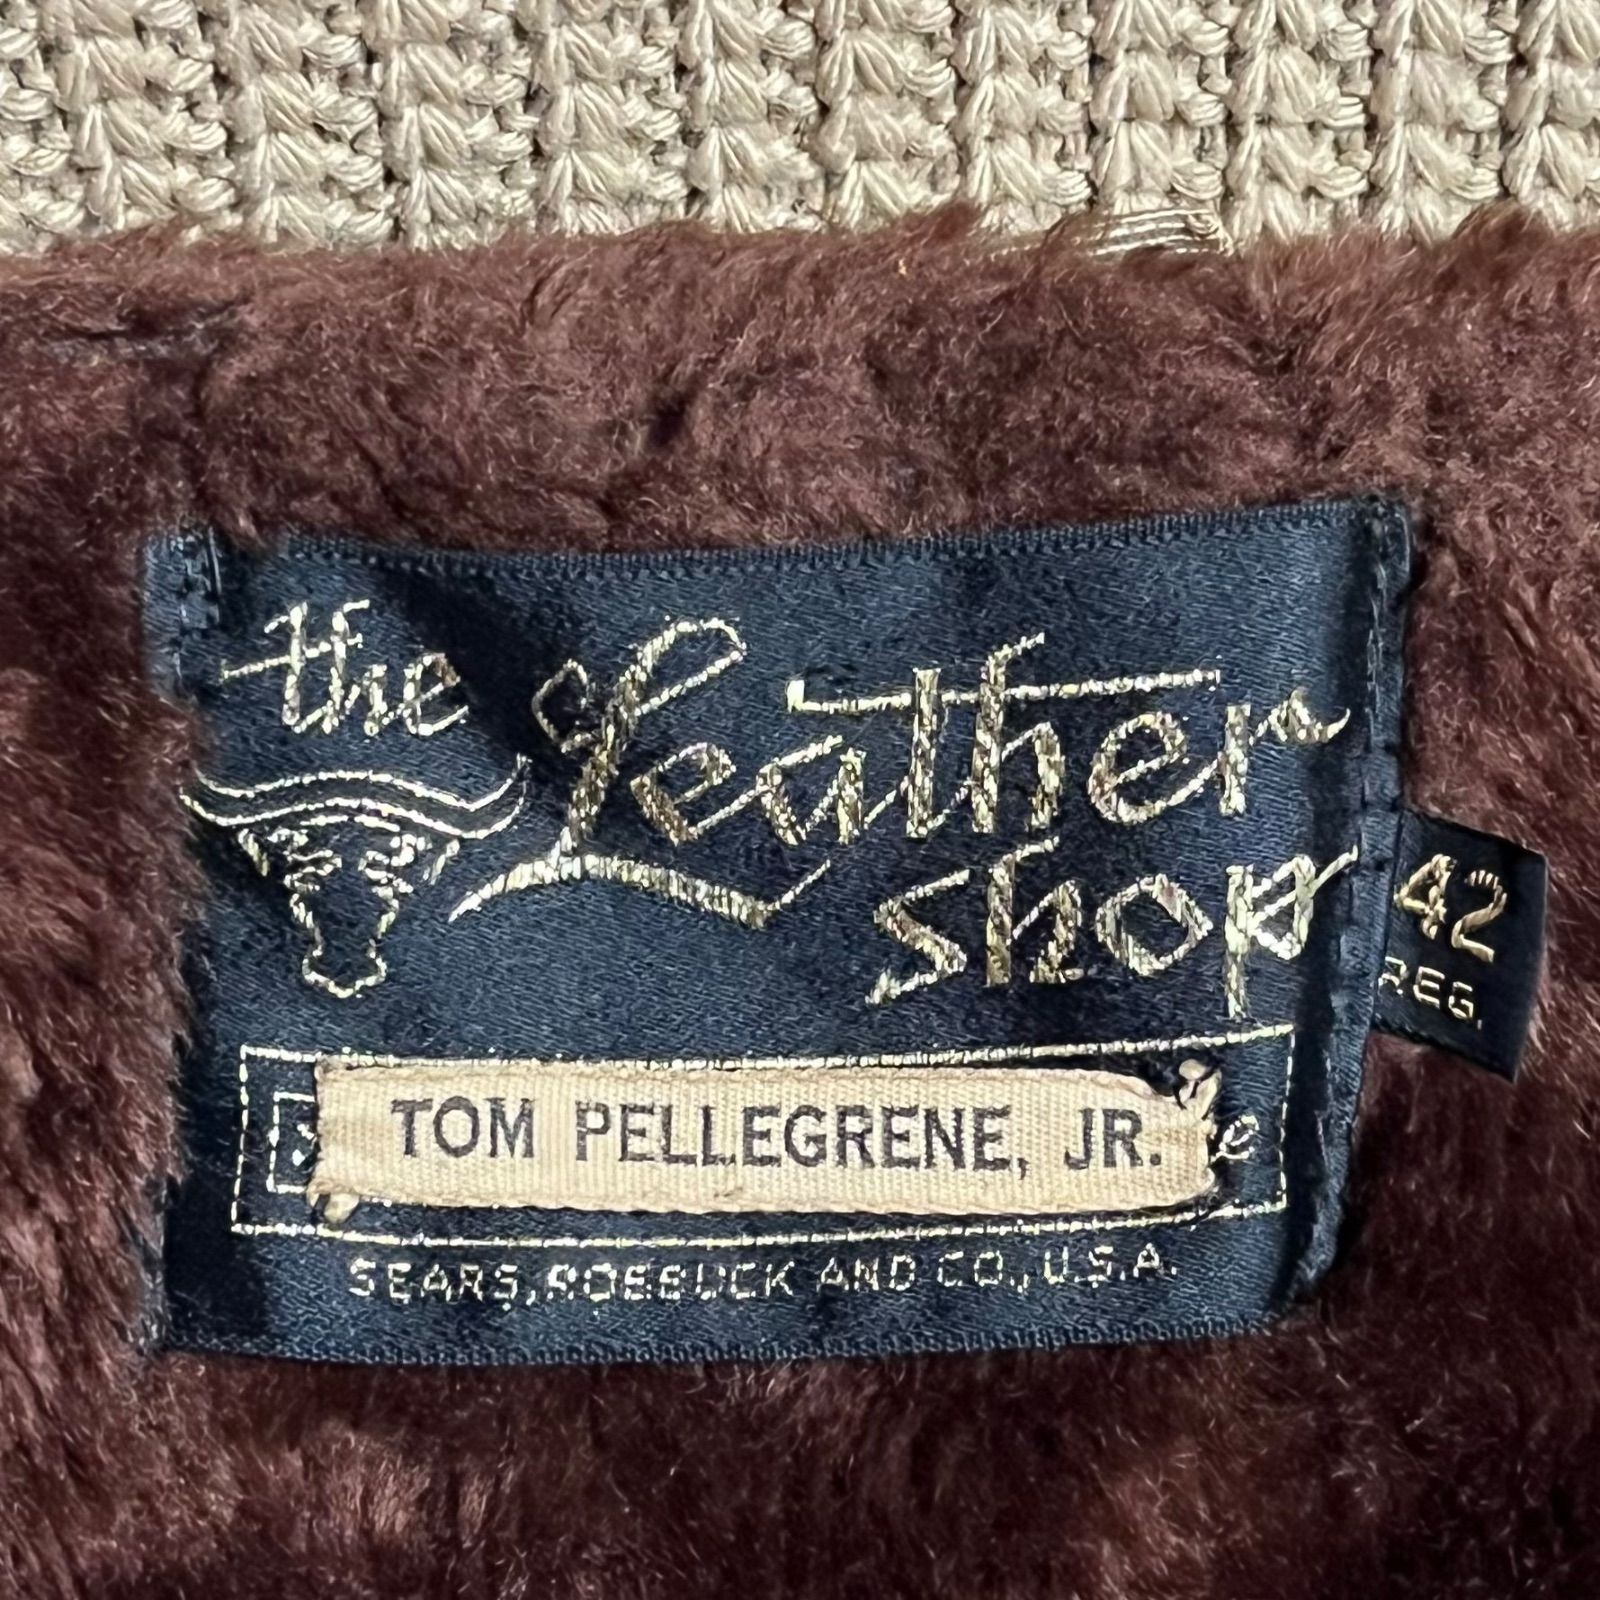 the Leather
Shop
42
REG.
TOM PELLEGRENE, JR.
SEARS, ROEBUCK AND CO., U.S.A.